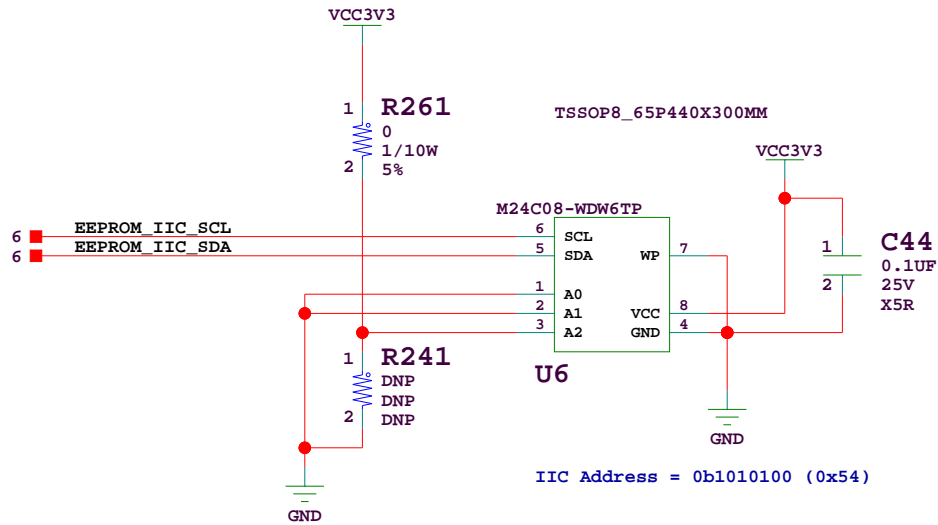 VCC3V3
1
R261
0
1/10W
2
5%
TSSOP8_65P440X300MM
VCC3V3
M24C08-WDW6TP
6
EEPROM_IIC_SCL
6
SCL
6
EEPROM_IIC_SDA
5
SDA
WP
7
1
A0
2
A1
VCC
8
3
A2
GND
4
1
C44
0.1UF
2
25V
X5R
U6
1
R241
DNP
DNP
2
DNP
GND
GND
IIC Address = 0b1010100 (0x54)